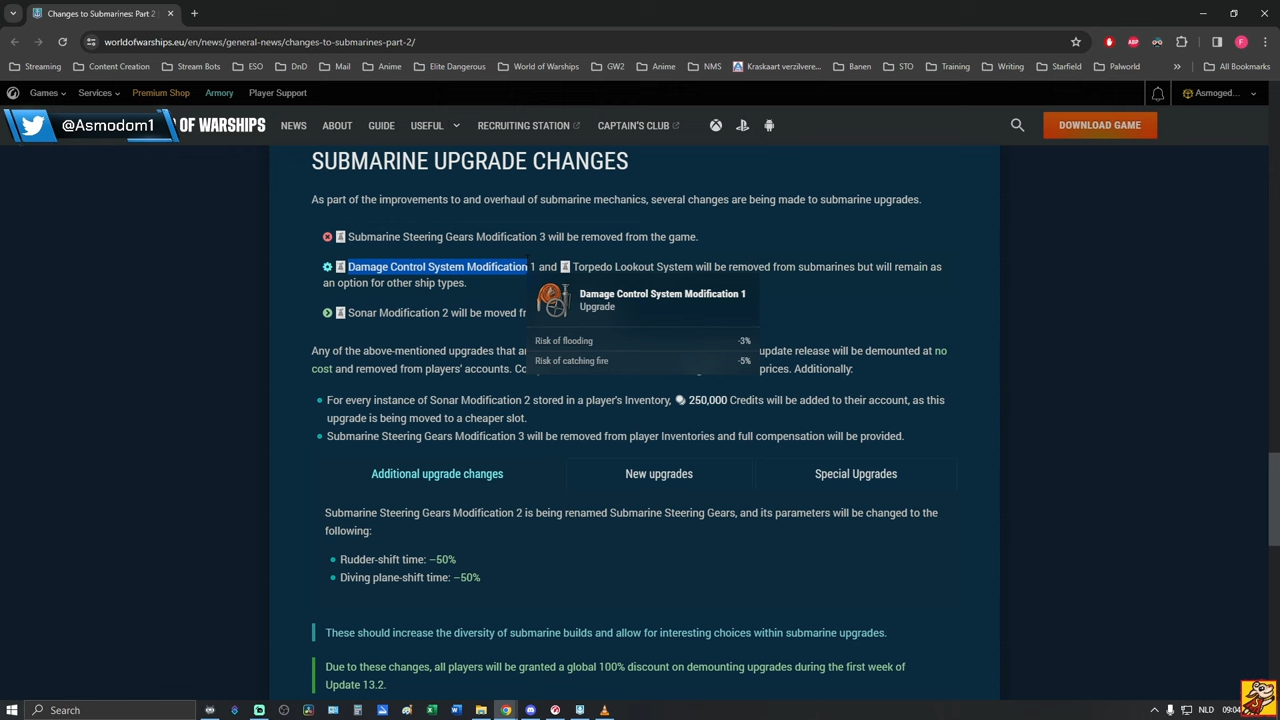 Changes to Submarines: Part 2
worldofwarships.eu/en/news/general-news/changes-to-submarines-part-2/
Streaming Content Creation Stream Bots ESO DnD Mail Anime Elite Dangerous World of Warships GW2 Anime NMS Kraskaart verzilvere... Banen STO Training Writing Starfield Palworld » All Bookmarks
Games Services Premium Shop Armory Player Support Asmoged...
@Asmodom1 OF WARSHIPS NEWS ABOUT GUIDE USEFUL RECRUITING STATION CAPTAIN'S CLUB DOWNLOAD GAME
SUBMARINE UPGRADE CHANGES
As part of the improvements to and overhaul of submarine mechanics, several changes are being made to submarine upgrades.
Submarine Steering Gears Modification 3 will be removed from the game.
Damage Control System Modification 1 and Torpedo Lookout System will be removed from submarines but will remain as
an option for other ship types.
Damage Control System Modification 1
Upgrade
Sonar Modification 2 will be moved fr
Risk of flooding -3%
Any of the above-mentioned upgrades that ar update release will be demounted at no
Risk of catching fire -5%
cost and removed from players' accounts. Co prices. Additionally:
For every instance of Sonar Modification 2 stored in a player's Inventory, 250,000 Credits will be added to their account, as this
upgrade is being moved to a cheaper slot.
Submarine Steering Gears Modification 3 will be removed from player Inventories and full compensation will be provided.
Additional upgrade changes New upgrades Special Upgrades
Submarine Steering Gears Modification 2 is being renamed Submarine Steering Gears, and its parameters will be changed to the
following:
Rudder-shift time: –50%
Diving plane-shift time: –50%
These should increase the diversity of submarine builds and allow for interesting choices within submarine upgrades.
Due to these changes, all players will be granted a global 100% discount on demounting upgrades during the first week of
Update 13.2.
Search NLD